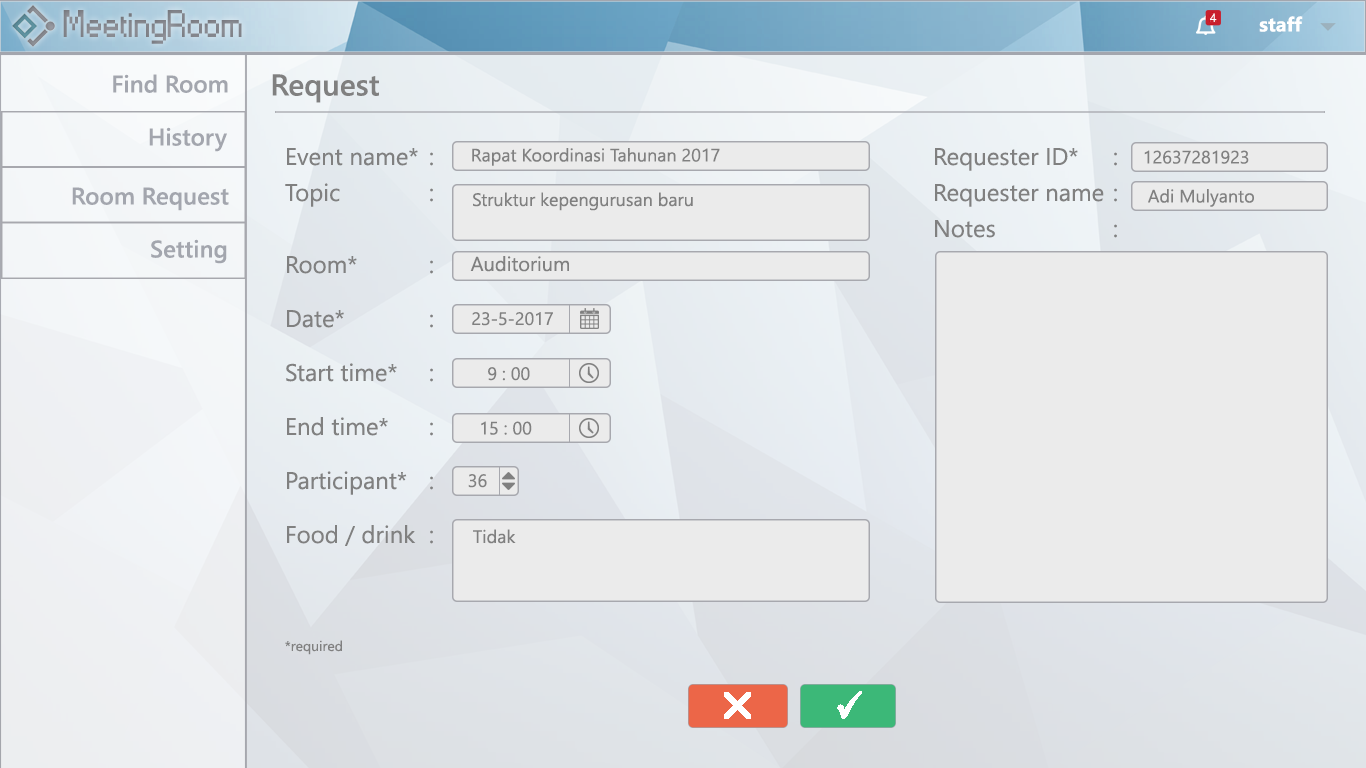 MeetingRoom
4
staff
Find Room
History
Room Request
Setting
Request
Event name* : Rapat Koordinasi Tahunan 2017
Topic : Struktur kepengurusan baru
Room* : Auditorium
Date* : 23-5-2017
Start time* : 9 : 00
End time* : 15 : 00
Participant* : 36
Food / drink : Tidak
*required
Requester ID* : 12637281923
Requester name : Adi Mulyanto
Notes :